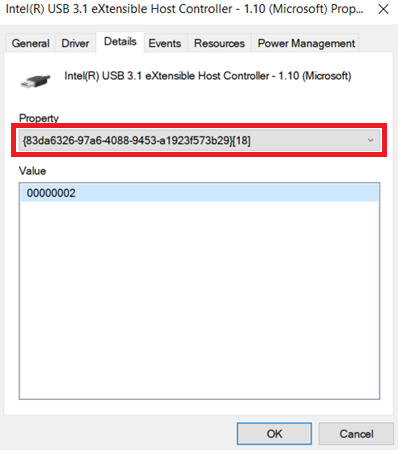 Intel(R) USB 3.1 eXtensible Host Controller - 1.10 (Microsoft) Prop...
General Driver Details Events Resources Power Management
Intel(R) USB 3.1 eXtensible Host Controller - 1.10 (Microsoft)
Property
{83da6326-97a6-4088-9453-a1923f573b29}[18]
Value
00000002
OK Cancel